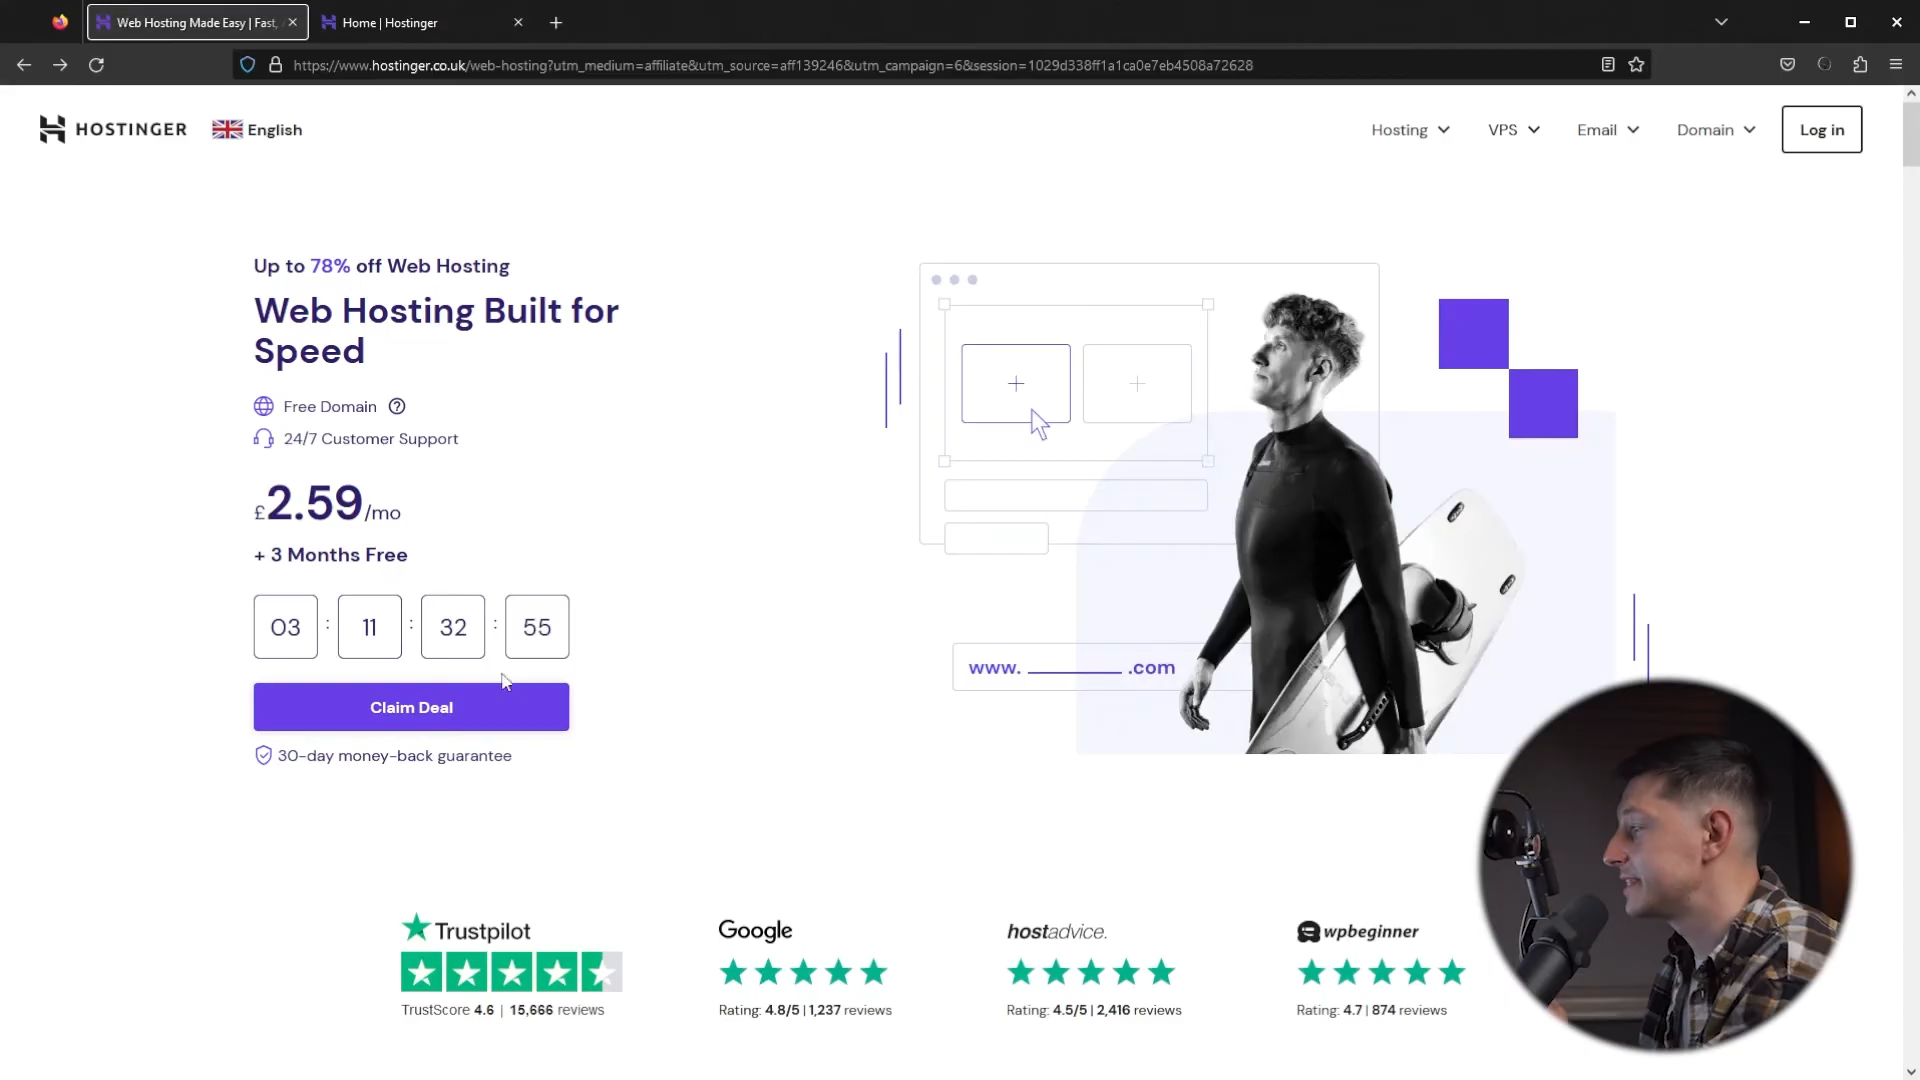 Web Hosting Made Easy | Fast,
Home | Hostinger
https://www.hostinger.co.uk/web-hosting?utm_medium=affiliate&utm_source=aff139246&utm_campaign=6&session=1029d338ff1a1ca0e7eb4508a72628
HOSTINGER English Hosting VPS Email Domain Log in
Up to 78% off Web Hosting
Web Hosting Built for
Speed
Free Domain
24/7 Customer Support
£2.59/mo
+ 3 Months Free
03 : 11 : 32 : 55
Claim Deal
30-day money-back guarantee
www. ________ .com
Trustpilot
TrustScore 4.6 | 15,666 reviews
Google
Rating: 4.8/5 | 1,237 reviews
hostadvice.
Rating: 4.5/5 | 2,416 reviews
wpbeginner
Rating: 4.7 | 874 reviews